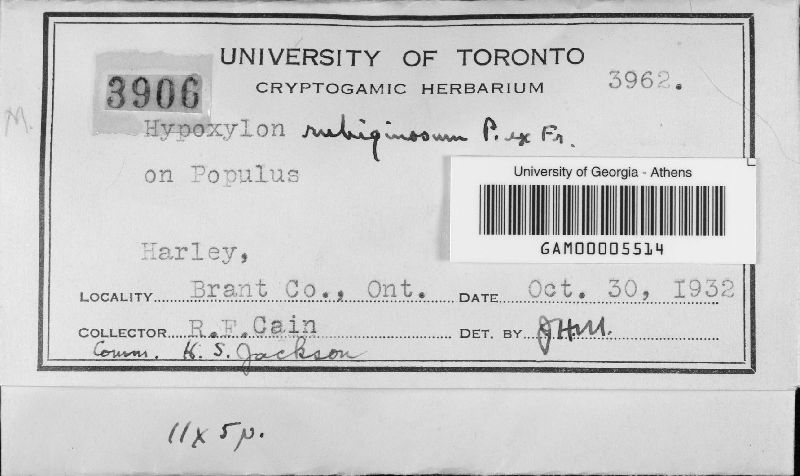 UNIVERSITY OF TORONTO
3906
CRYPTOGAMIC HERBARIUM
3962.
M.
Hypoxylon rubiginosum P. ex Fr.
on Populus
University of Georgia - Athens
GAM00005514
Harley,
LOCALITY Brant Co., Ont. DATE Oct. 30, 1932
COLLECTOR R.F.Cain DET. BY JHM.
Comm. H. S. Jackson
11 x 5 μ.